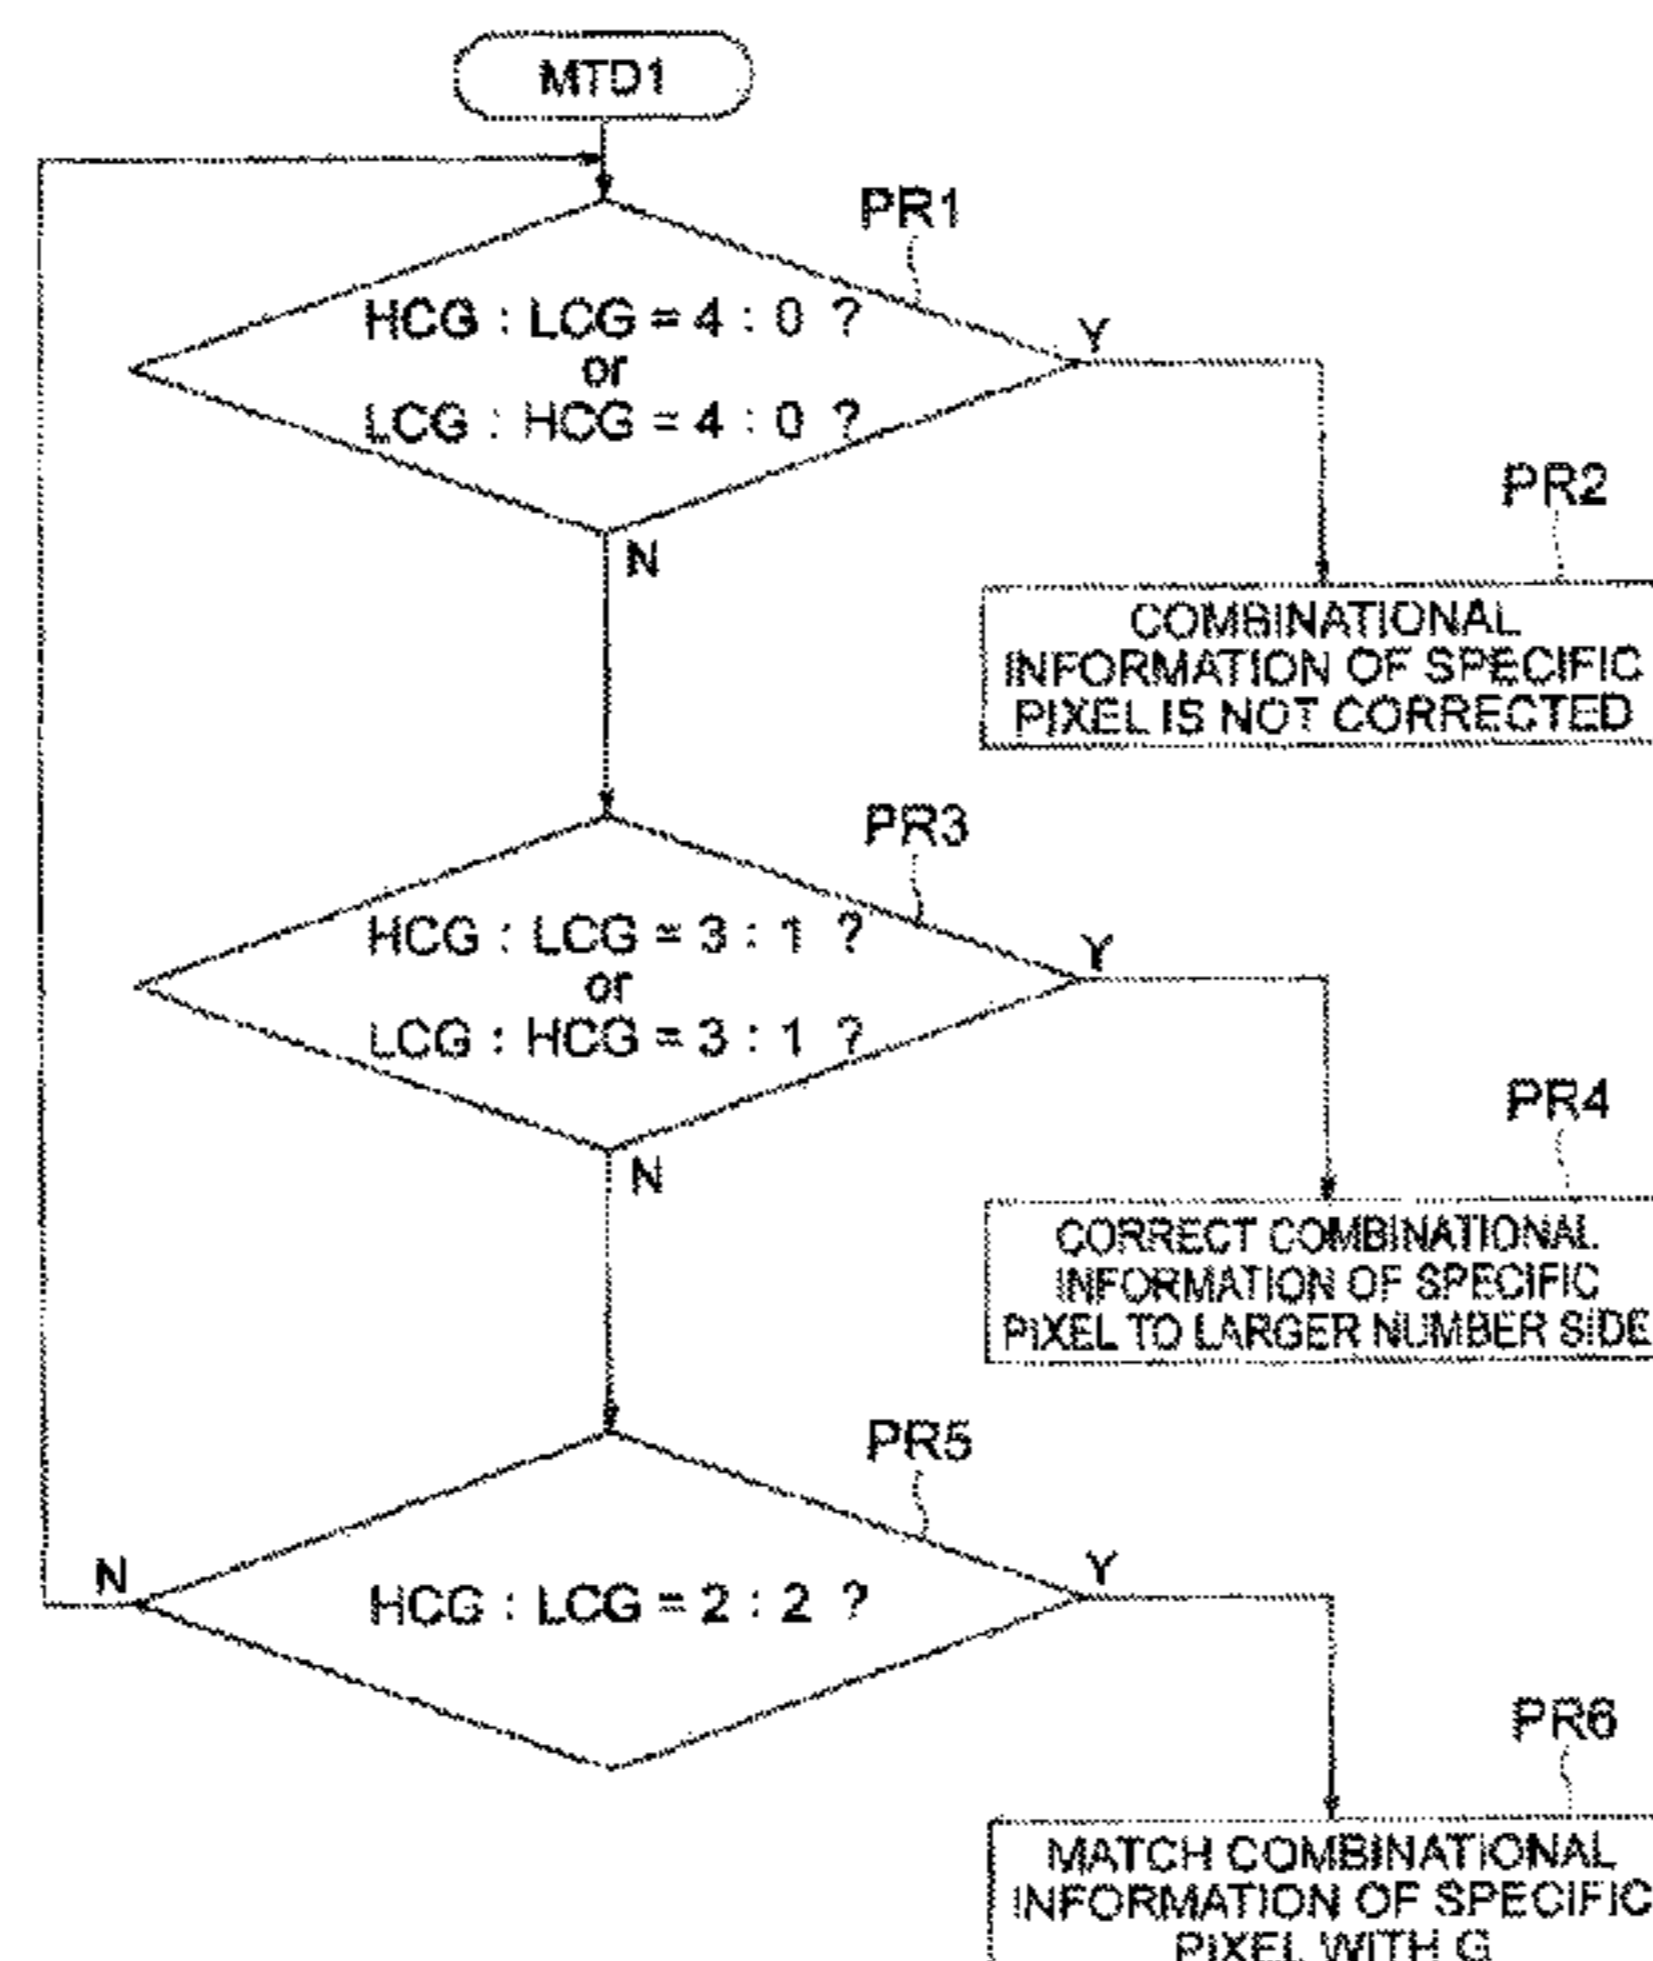 MTD1
PR1
HCG : LCG = 4 : 0 ?
or
LCG : HCG = 4 : 0 ?
Y
N
PR2
COMBINATIONAL
INFORMATION OF SPECIFIC
PIXEL IS NOT CORRECTED
PR3
HCG : LCG = 3 : 1 ?
or
LCG : HCG = 3 : 1 ?
Y
N
PR4
CORRECT COMBINATIONAL
INFORMATION OF SPECIFIC
PIXEL TO LARGER NUMBER SIDE
PR5
HCG : LCG = 2 : 2 ?
N
Y
PR6
MATCH COMBINATIONAL
INFORMATION OF SPECIFIC
PIXEL WITH G